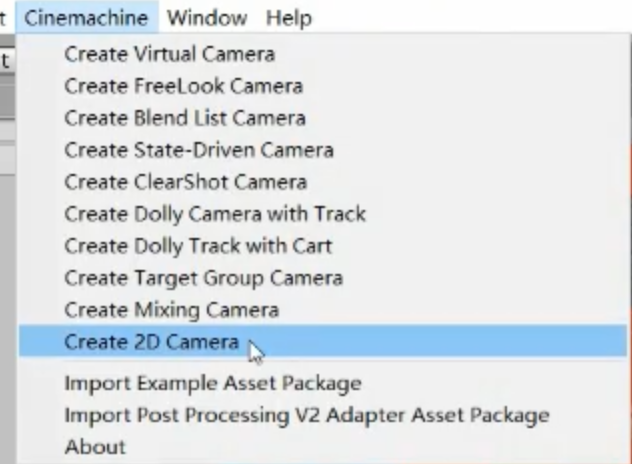 t Cinemachine Window Help
t
Create Virtual Camera
Create FreeLook Camera
Create Blend List Camera
Create State-Driven Camera
Create ClearShot Camera
Create Dolly Camera with Track
Create Dolly Track with Cart
Create Target Group Camera
Create Mixing Camera
Create 2D Camera
Import Example Asset Package
Import Post Processing V2 Adapter Asset Package
About